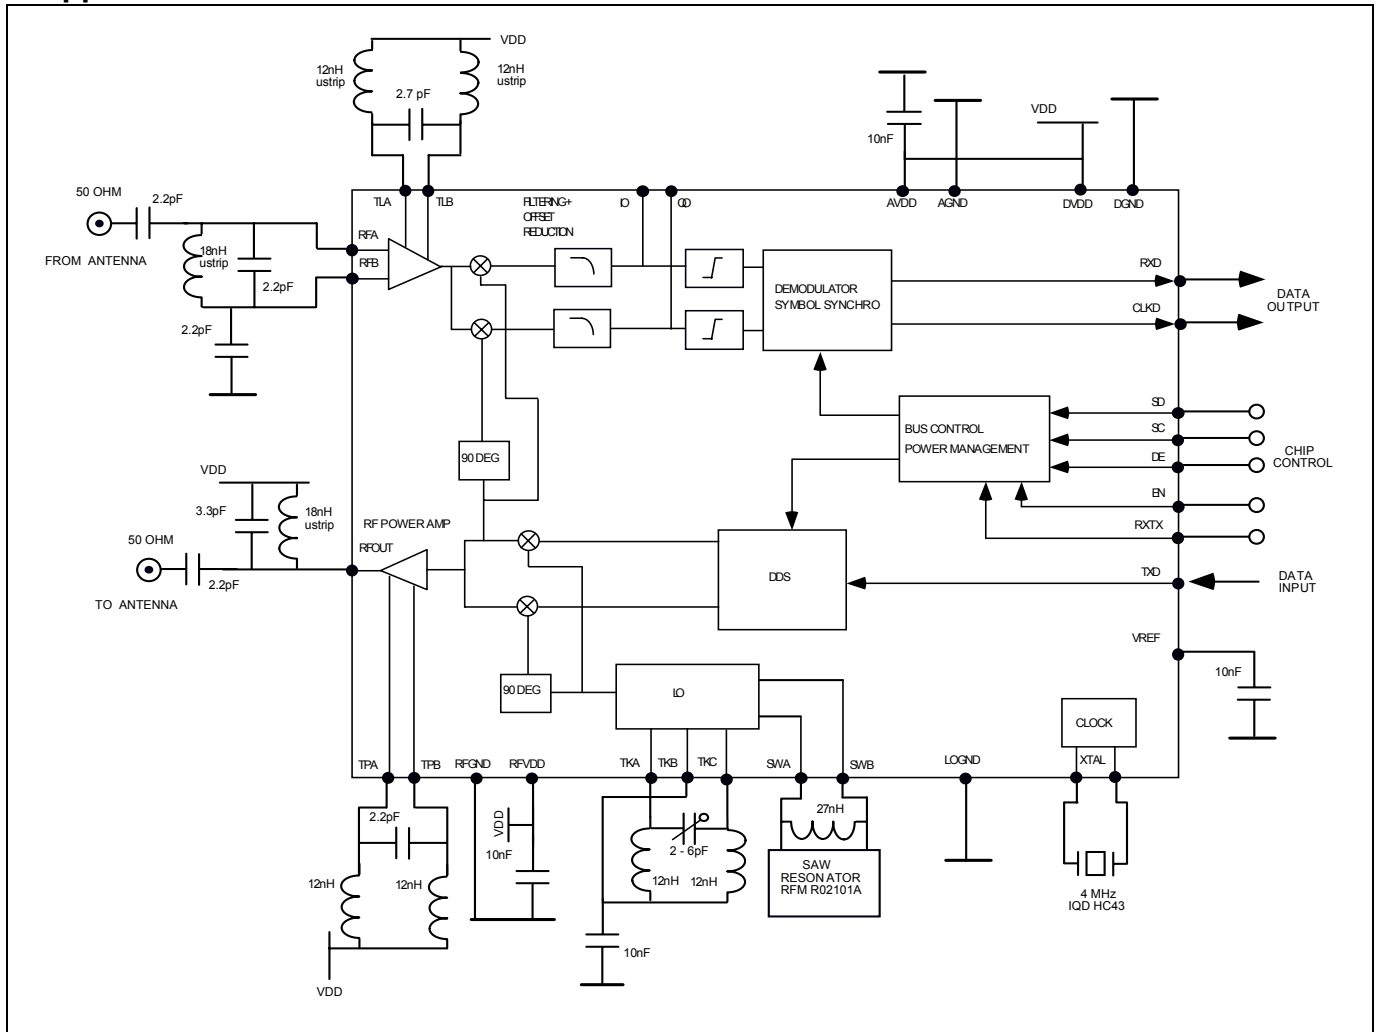 VDD
12nH
ustrip
12nH
ustrip
2.7 pF
10nF
VDD
50 OHM
2.2pF
FROM ANTENNA
18nH
ustrip
2.2pF
2.2pF
TLA
TLB
FILTERING+
OFFSET
REDUCTION
IO
QO
AVDD
AGND
DVDD
DGND
RFA
RFB
DEMODULATOR
SYMBOL SYNCHRO
RXD
CLKD
DATA
OUTPUT
BUS CONTROL
POWER MANAGEMENT
SD
SC
DE
EN
RXTX
CHIP
CONTROL
90 DEG
VDD
3.3pF
18nH
ustrip
RF POWER AMP
RFOUT
50 OHM
2.2pF
TO ANTENNA
DDS
TXD
DATA
INPUT
VREF
10nF
90 DEG
LO
CLOCK
TPA
TPB
RFGND
RFVDD
TKA
TKB
TKC
SWA
SWB
LOGND
XTAL
2.2pF
12nH
12nH
VDD
VDD
10nF
2 - 6pF
12nH
12nH
10nF
27nH
SAW
RESONATOR
RFM R02101A
4 MHz
IQD HC43